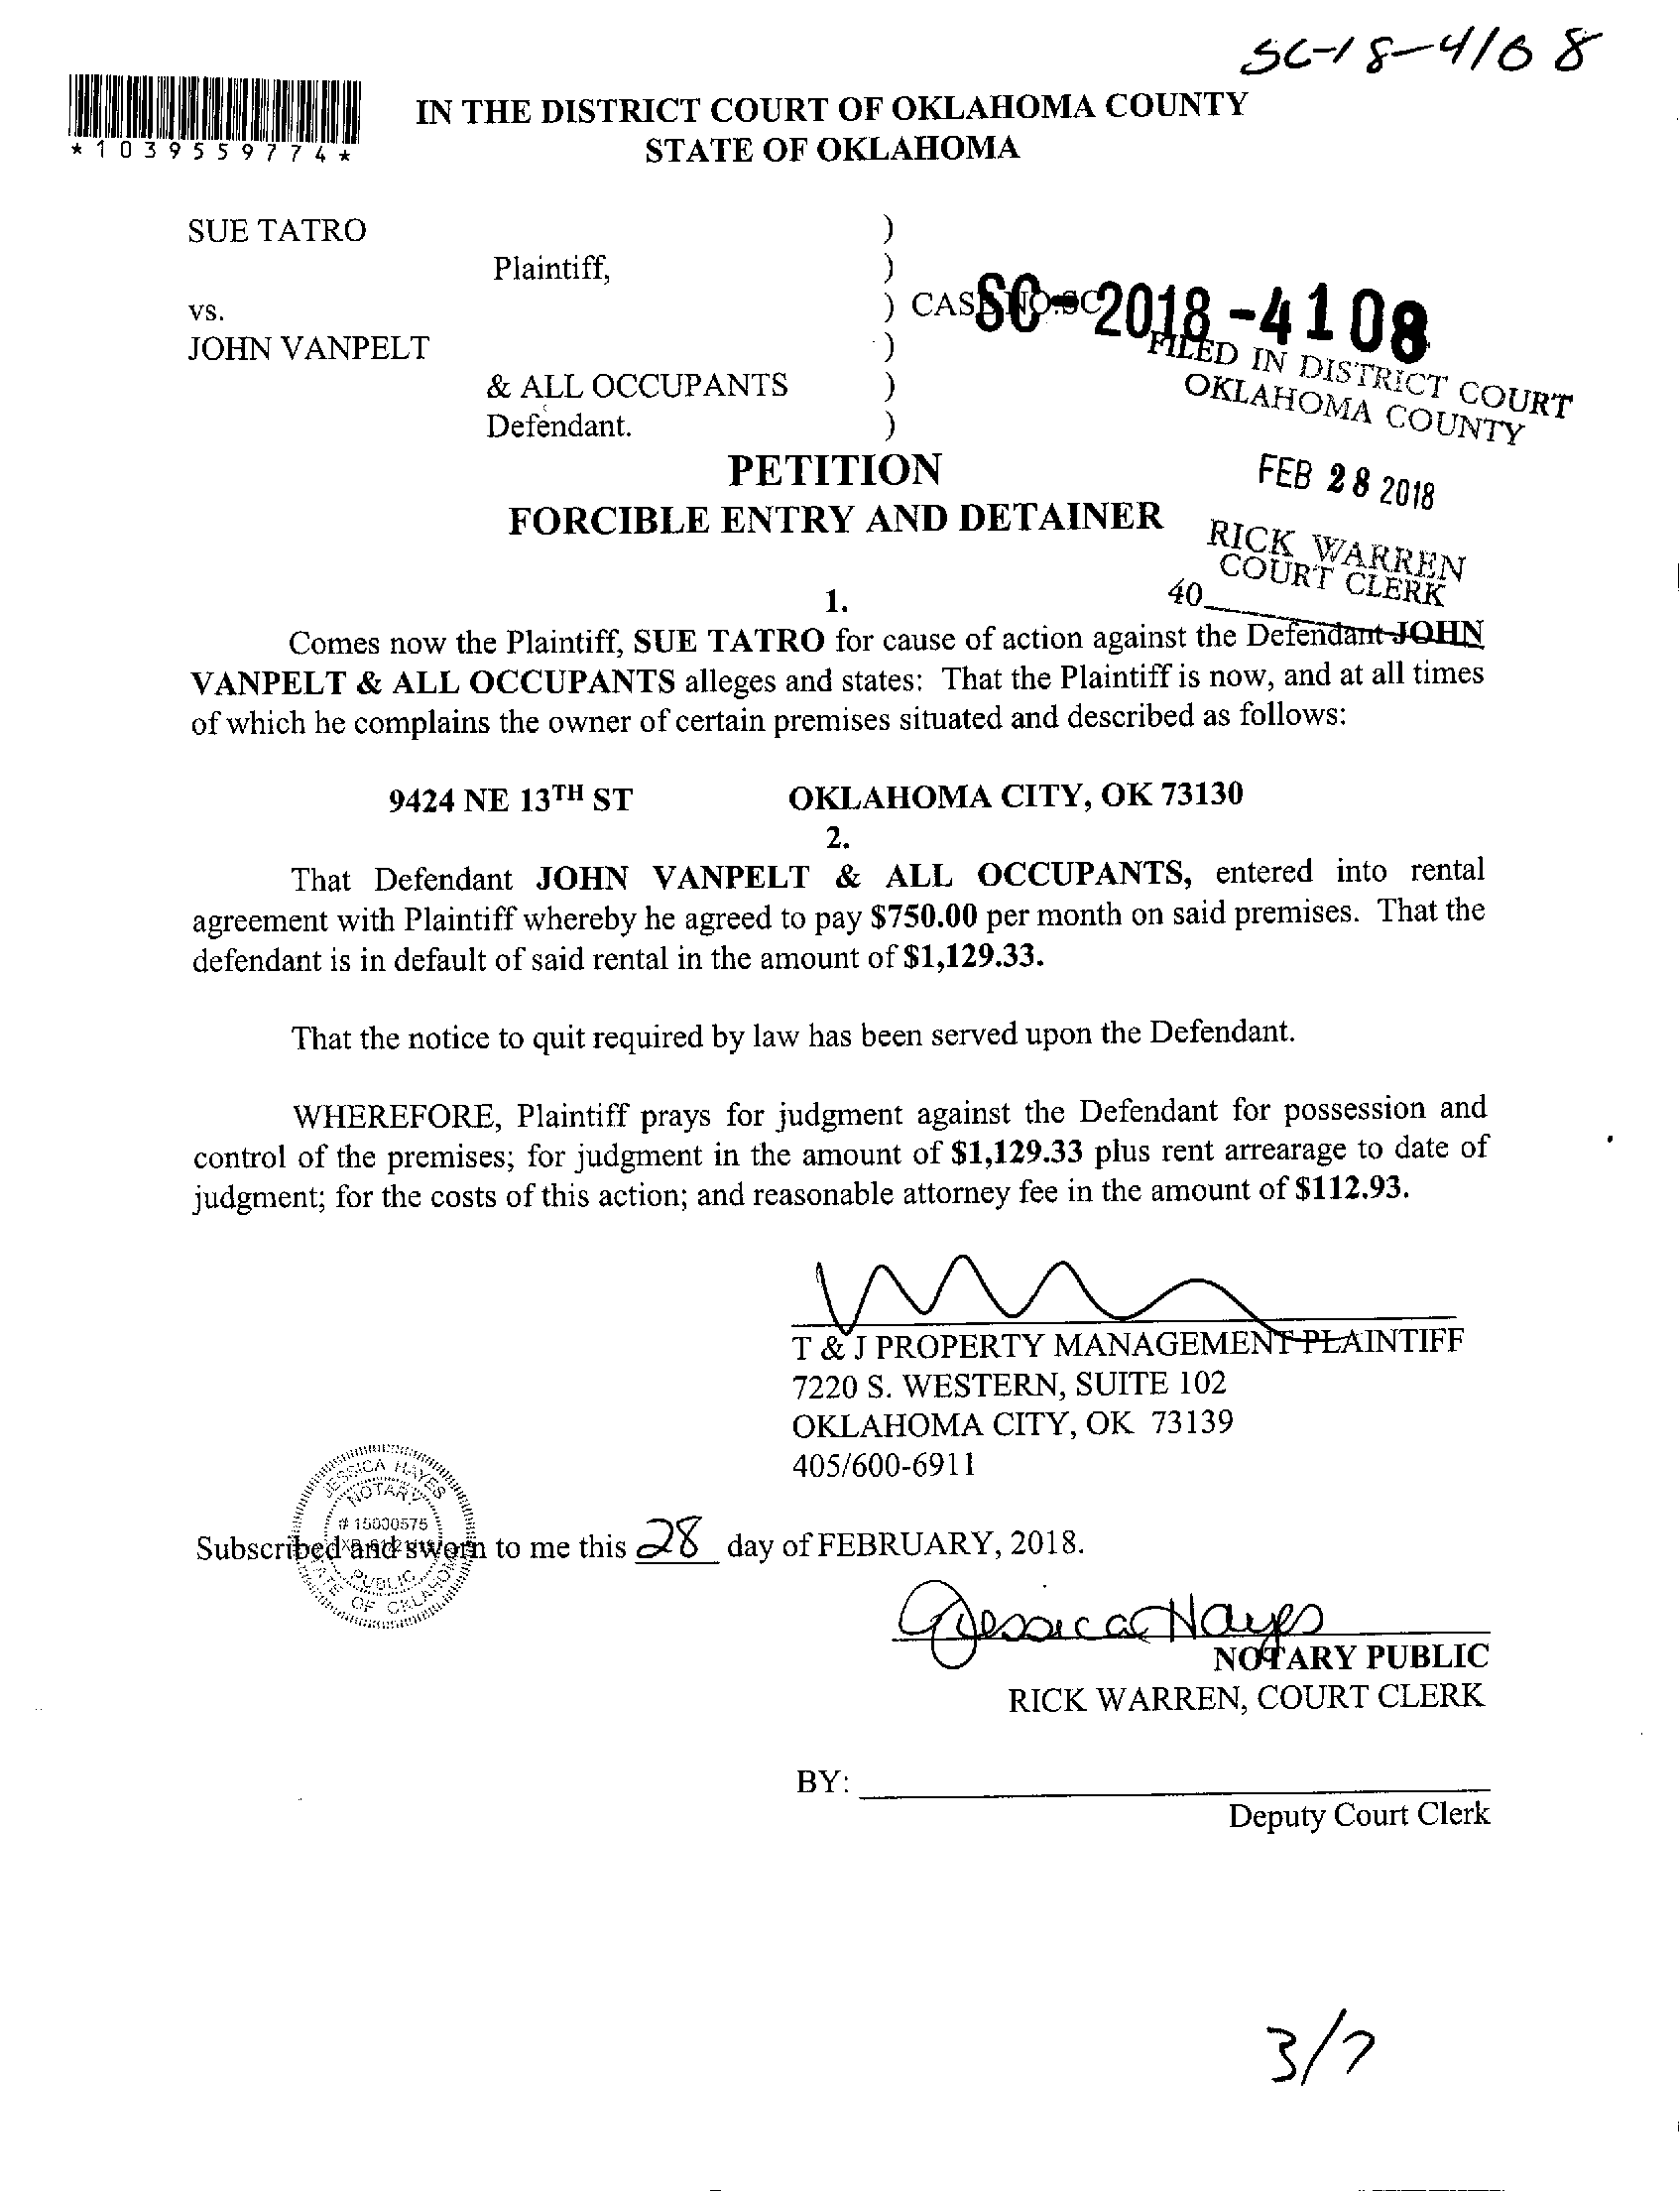 SC-18-4108
*1039559774*
IN THE DISTRICT COURT OF OKLAHOMA COUNTY
STATE OF OKLAHOMA
SUE TATRO )
Plaintiff, )
vs. ) CASE NO. SC
SC-2018-4108
JOHN VANPELT )
& ALL OCCUPANTS )
Defendant. )
FILED IN DISTRICT COURT
OKLAHOMA COUNTY
FEB 28 2018
RICK WARREN
COURT CLERK
40
PETITION
FORCIBLE ENTRY AND DETAINER
1.
Comes now the Plaintiff, SUE TATRO for cause of action against the Defendant JOHN
VANPELT & ALL OCCUPANTS alleges and states: That the Plaintiff is now, and at all times
of which he complains the owner of certain premises situated and described as follows:
9424 NE 13TH ST OKLAHOMA CITY, OK 73130
2.
That Defendant JOHN VANPELT & ALL OCCUPANTS, entered into rental
agreement with Plaintiff whereby he agreed to pay $750.00 per month on said premises. That the
defendant is in default of said rental in the amount of $1,129.33.
That the notice to quit required by law has been served upon the Defendant.
WHEREFORE, Plaintiff prays for judgment against the Defendant for possession and
control of the premises; for judgment in the amount of $1,129.33 plus rent arrearage to date of
judgment; for the costs of this action; and reasonable attorney fee in the amount of $112.93.
T & J PROPERTY MANAGEMENT-PLAINTIFF
7220 S. WESTERN, SUITE 102
OKLAHOMA CITY, OK 73139
405/600-6911
JESSICA HAYES
NOTARY
# 15000575
PUBLIC
STATE OF OKLAHOMA
Subscribed and sworn to me this 28 day of FEBRUARY, 2018.
Jessica Hayes
NOTARY PUBLIC
RICK WARREN, COURT CLERK
BY:
Deputy Court Clerk
3/7